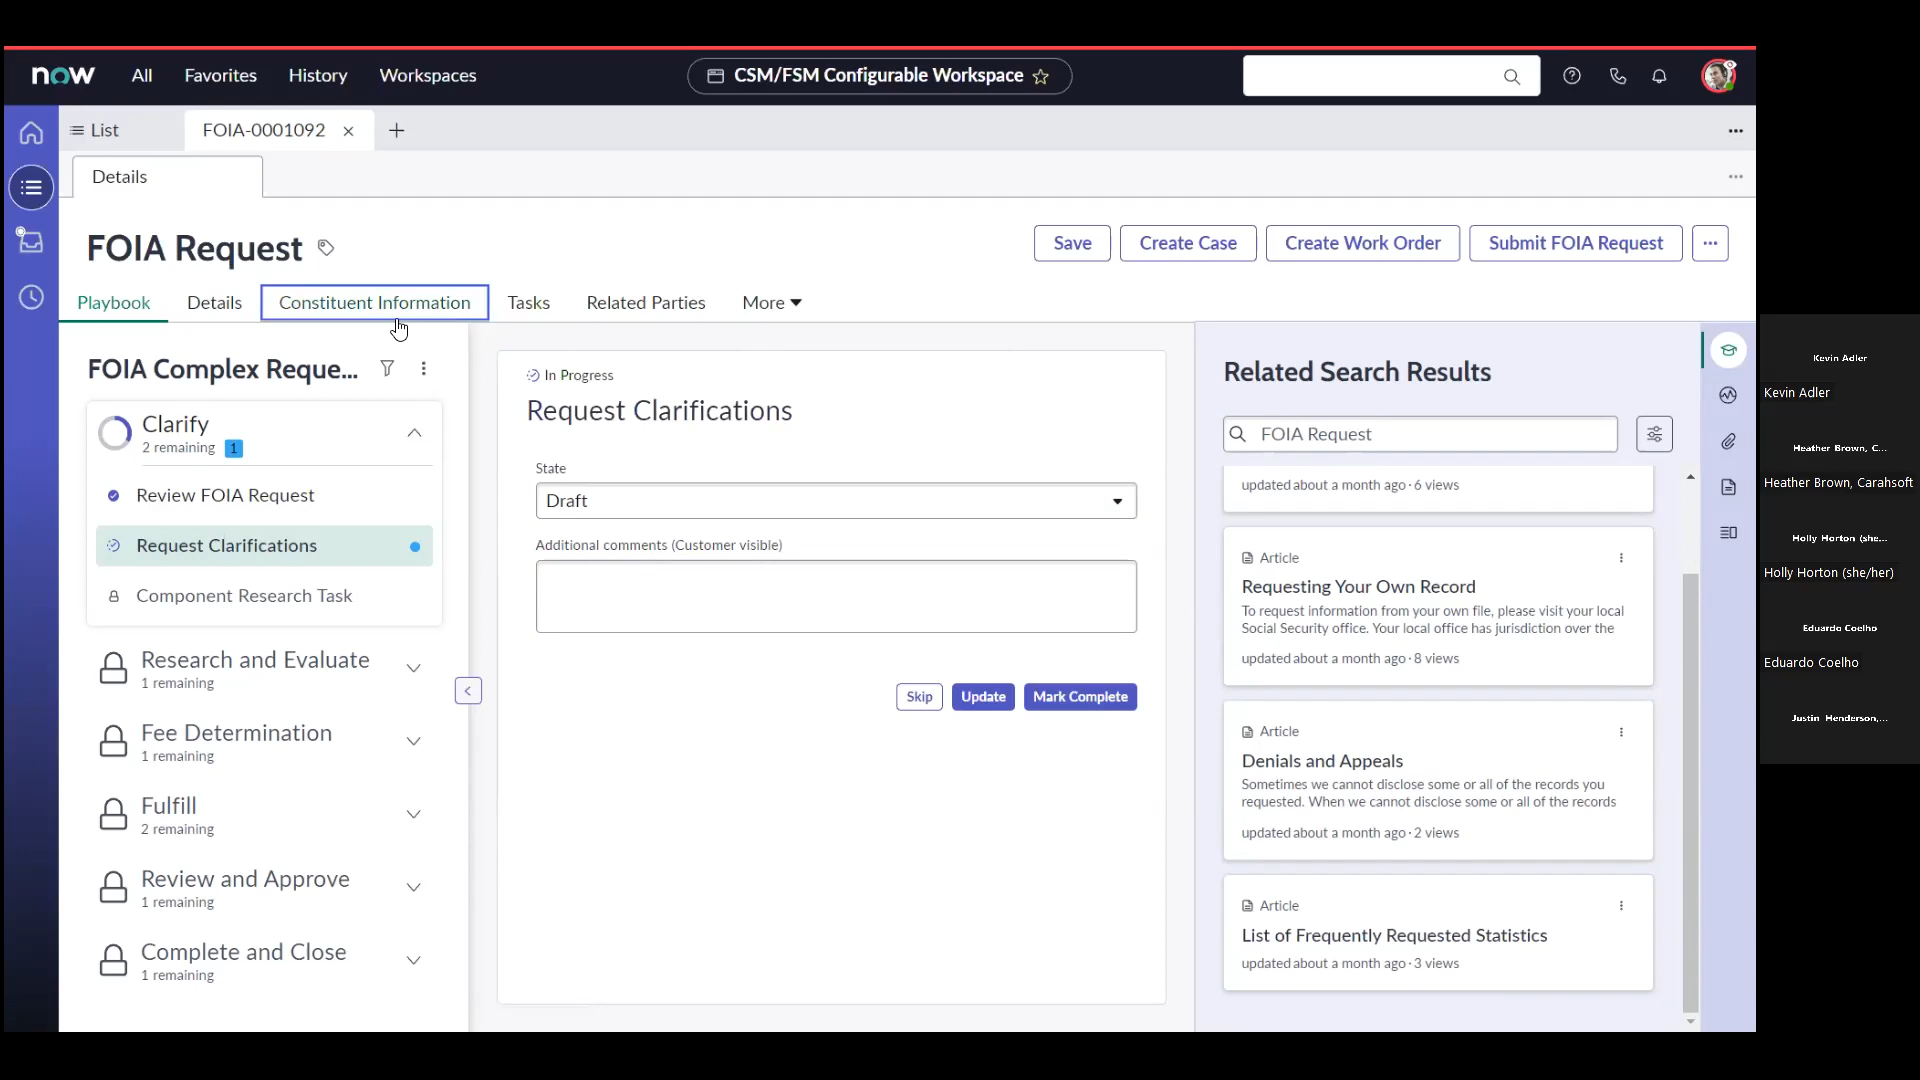 now
All
Favorites
History
Workspaces
CSM/FSM Configurable Workspace
List
FOIA-0001092
Details
FOIA Request
Save
Create Case
Create Work Order
Submit FOIA Request
Playbook
Details
Constituent Information
Tasks
Related Parties
More
FOIA Complex Reque...
Clarify
2 remaining 1
Review FOIA Request
Request Clarifications
Component Research Task
Research and Evaluate
1 remaining
Fee Determination
1 remaining
Fulfill
2 remaining
Review and Approve
1 remaining
Complete and Close
1 remaining
In Progress
Request Clarifications
State
Draft
Additional comments (Customer visible)
Skip
Update
Mark Complete
Related Search Results
FOIA Request
updated about a month ago · 6 views
Article
Requesting Your Own Record
To request information from your own file, please visit your local
Social Security office. Your local office has jurisdiction over the
updated about a month ago · 8 views
Article
Denials and Appeals
Sometimes we cannot disclose some or all of the records you
requested. When we cannot disclose some or all of the records
updated about a month ago · 2 views
Article
List of Frequently Requested Statistics
updated about a month ago · 3 views
Kevin Adler
Kevin Adler
Heather Brown, C...
Heather Brown, Carahsoft
Holly Horton (she...
Holly Horton (she/her)
Eduardo Coelho
Eduardo Coelho
Justin Henderson,...